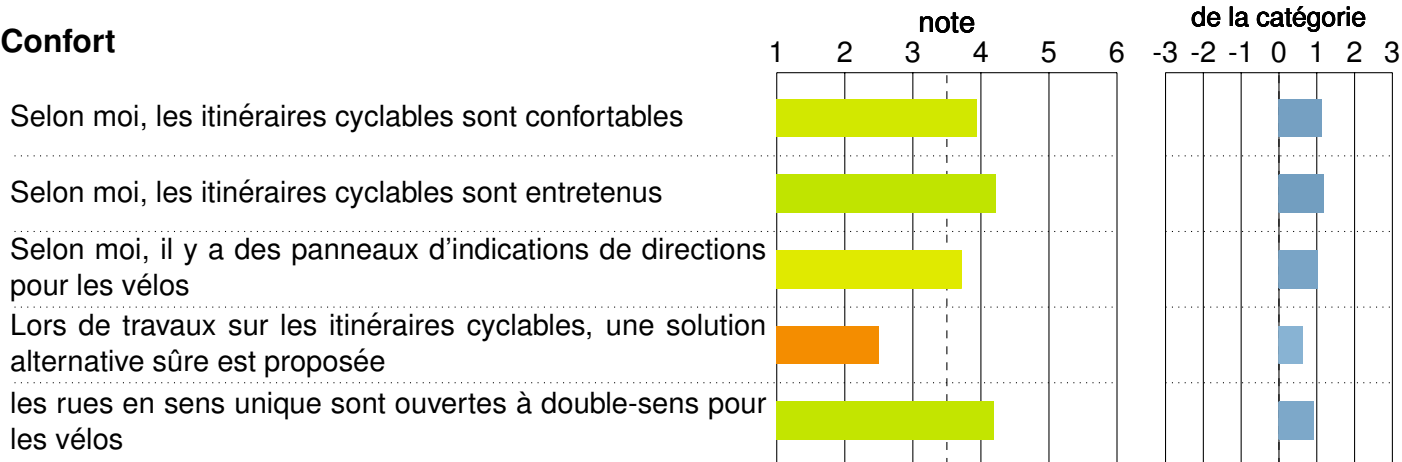 note
de la catégorie
Confort
1 2 3 4 5 6
-3 -2 -1 0 1 2 3
Selon moi, les itinéraires cyclables sont confortables
Selon moi, les itinéraires cyclables sont entretenus
Selon moi, il y a des panneaux d'indications de directions
pour les vélos
Lors de travaux sur les itinéraires cyclables, une solution
alternative sûre est proposée
les rues en sens unique sont ouvertes à double-sens pour
les vélos